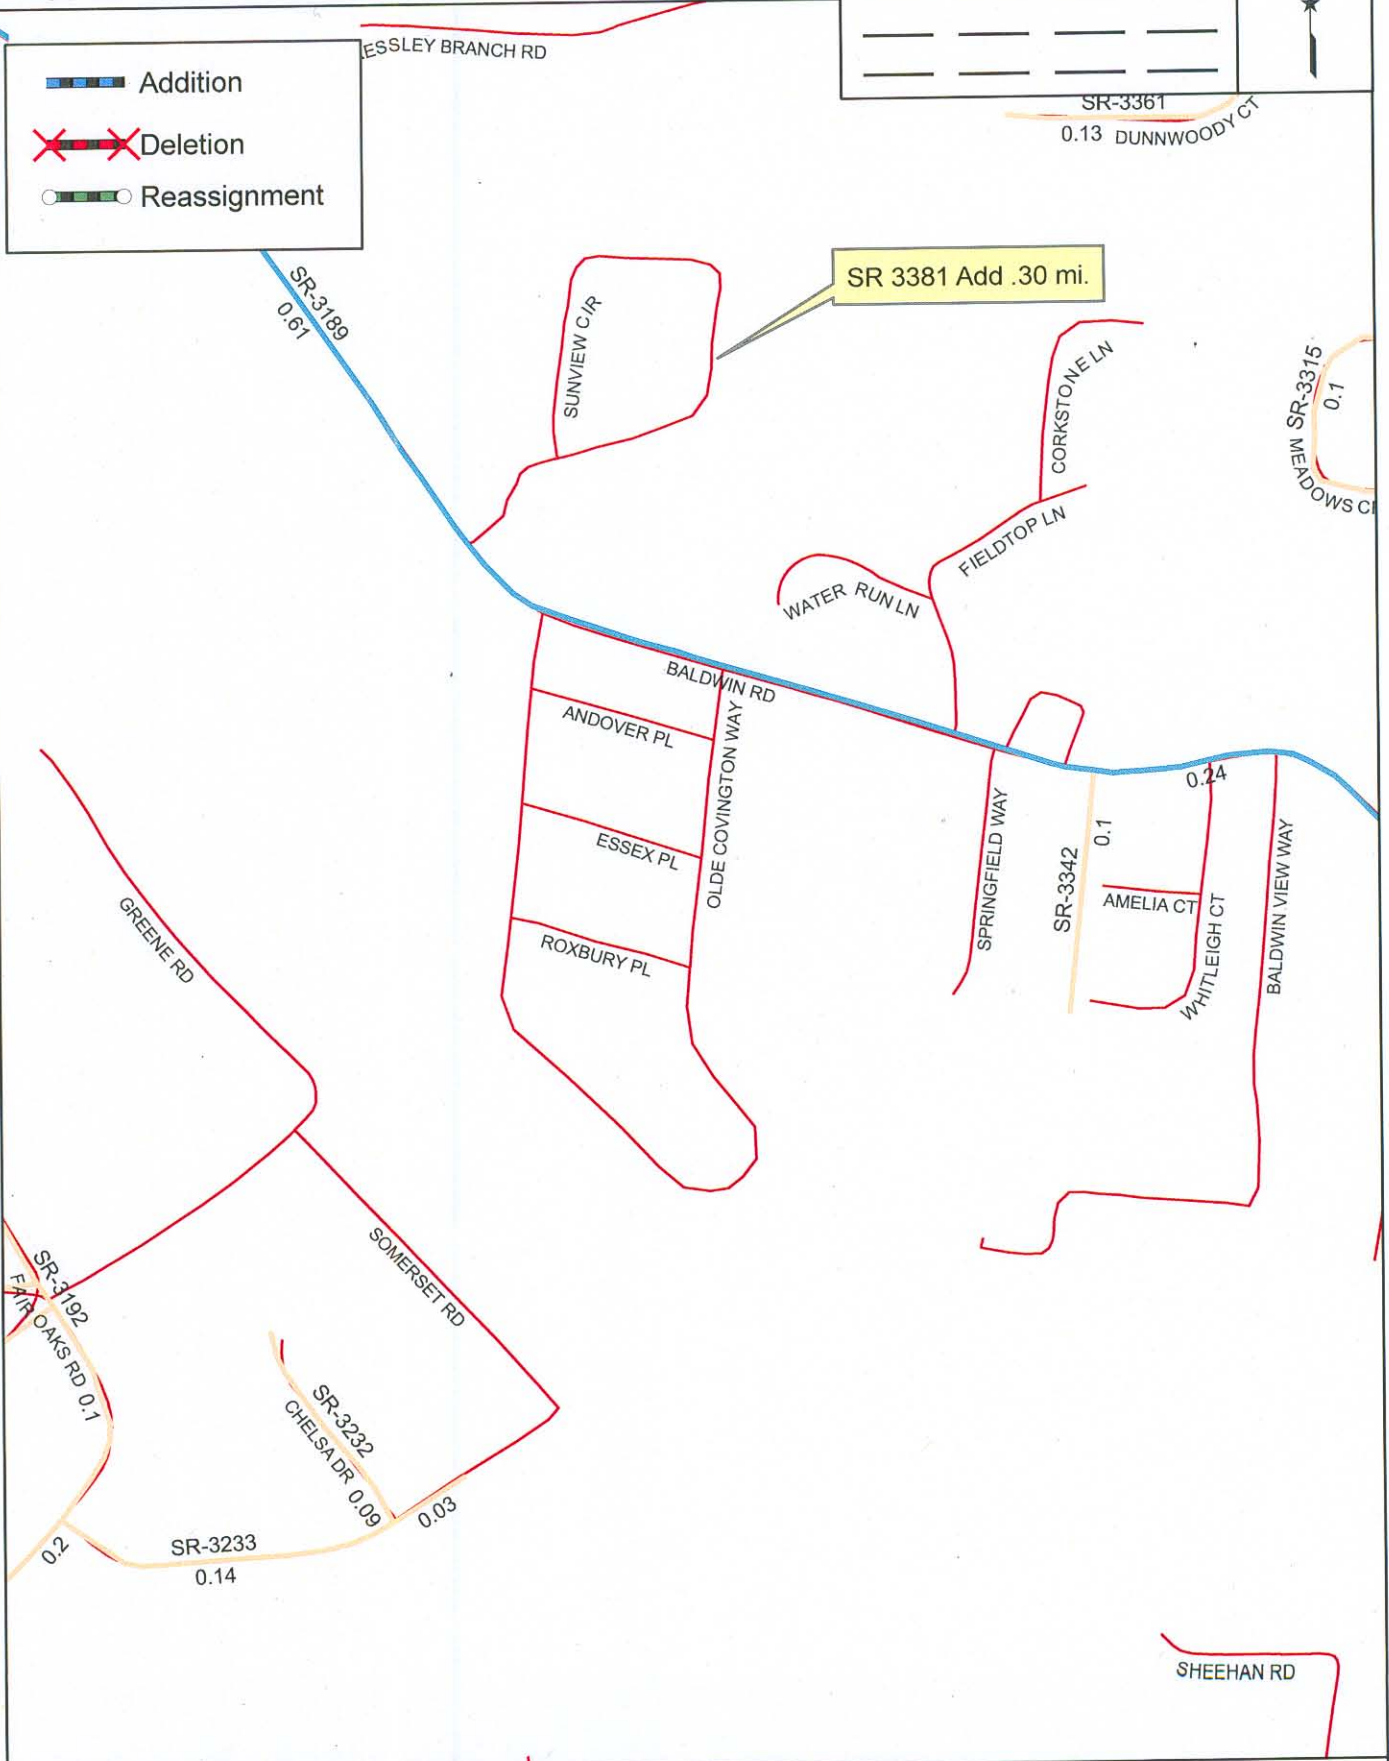 ESSLEY BRANCH RD
Addition
Deletion
Reassignment
SR-3361
0.13 DUNNWOODY CT
SR-3189
0.61
SUNVIEW CIR
SR 3381 Add .30 mi.
CORKSTONE LN
SR-3315
0.1
MEADOWS CI
FIELDTOP LN
WATER RUN LN
BALDWIN RD
ANDOVER PL
OLDE COVINGTON WAY
ESSEX PL
ROXBURY PL
0.24
SPRINGFIELD WAY
SR-3342
0.1
AMELIA CT
WHITLEIGH CT
BALDWIN VIEW WAY
GREENE RD
SOMERSET RD
SR-3192
FAIR OAKS RD 0.1
SR-3232
CHELSA DR 0.09
0.03
0.2
SR-3233
0.14
SHEEHAN RD